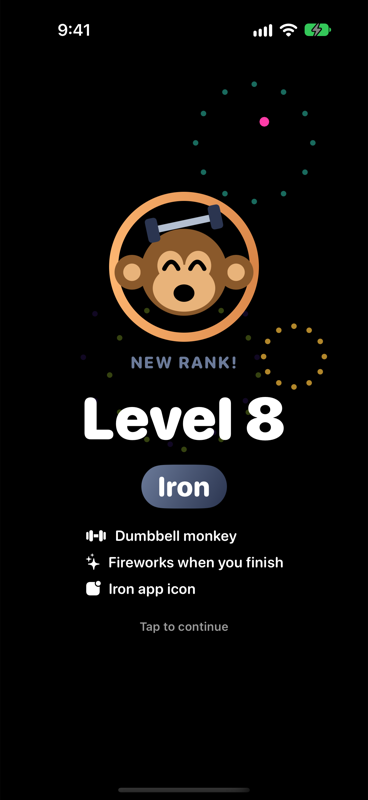 9:41
NEW RANK!
Level 8
Iron
Dumbbell monkey
Fireworks when you finish
Iron app icon
Tap to continue